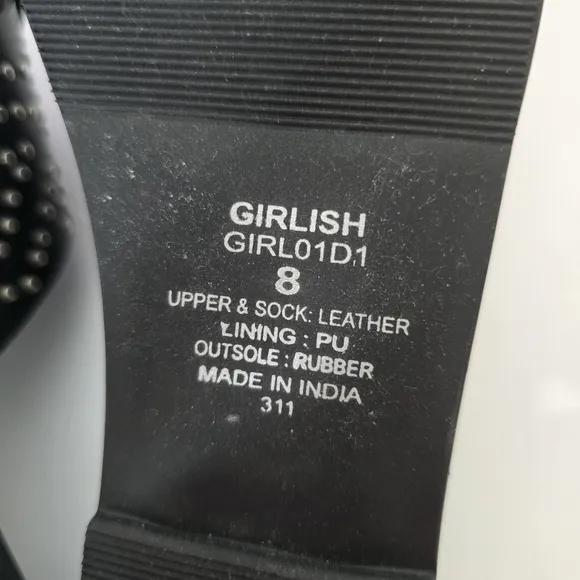 GIRLISH
GIRL01D1
8
UPPER & SOCK: LEATHER
LINING : PU
OUTSOLE : RUBBER
MADE IN INDIA
311